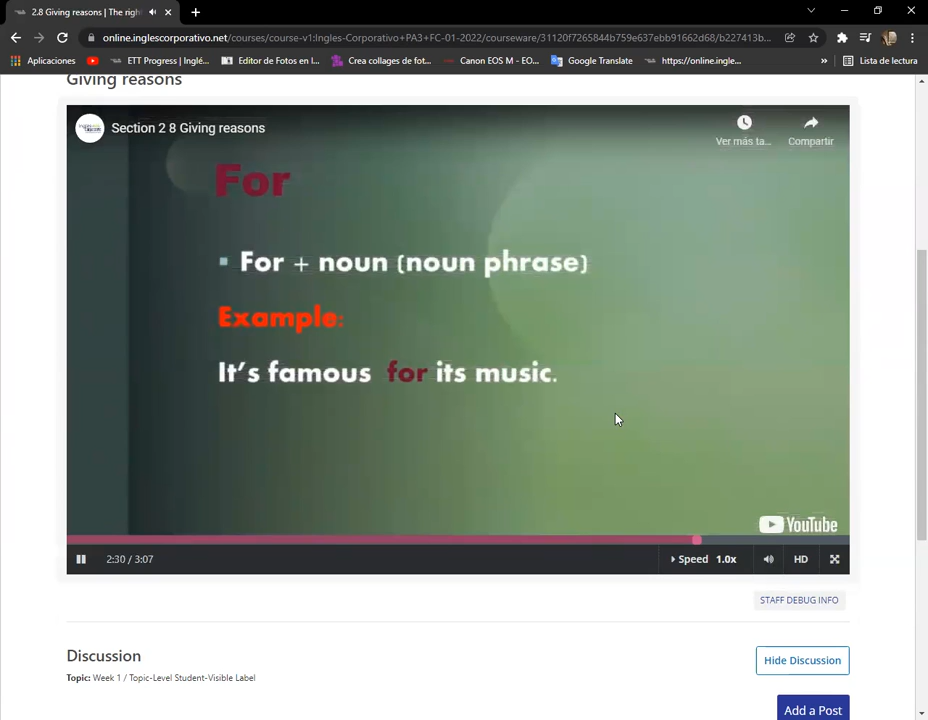 2.8 Giving reasons | The righ
online.inglescorporativo.net/courses/course-v1:Ingles-Corporativo+PA3+FC-01-2022/courseware/31120f7265844b759e637ebb91662d68/b227413b...
Aplicaciones ETT Progress | Inglé... Editor de Fotos en l... Crea collages de fot... Canon EOS M - EO... Google Translate https://online.ingle... » Lista de lectura
Giving reasons
Section 2 8 Giving reasons
Ver más ta... Compartir
For
For + noun (noun phrase)
Example:
It's famous for its music.
YouTube
2:30 / 3:07 Speed 1.0x HD
STAFF DEBUG INFO
Discussion
Hide Discussion
Topic: Week 1 / Topic-Level Student-Visible Label
Add a Post